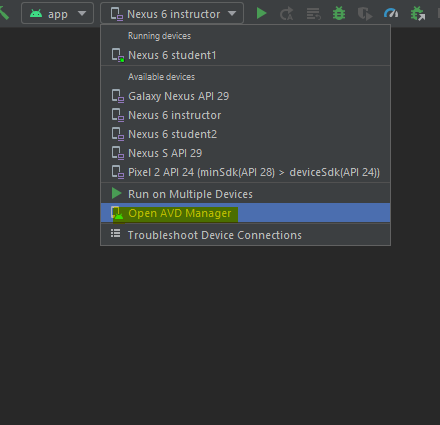 app
Nexus 6 instructor
Running devices
Nexus 6 student1
Available devices
Galaxy Nexus API 29
Nexus 6 instructor
Nexus 6 student2
Nexus S API 29
Pixel 2 API 24 (minSdk(API 28) > deviceSdk(API 24))
Run on Multiple Devices
Open AVD Manager
Troubleshoot Device Connections